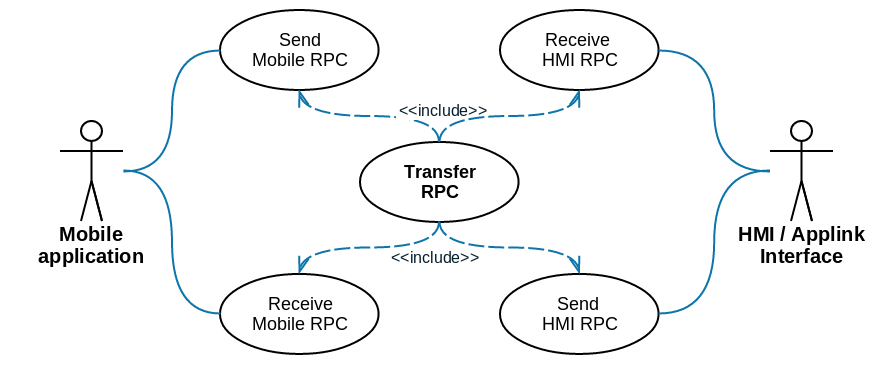 Send
Mobile RPC
Receive
HMI RPC
<<include>>
Transfer
RPC
Mobile
application
HMI / Applink
Interface
<<include>>
Receive
Mobile RPC
Send
HMI RPC